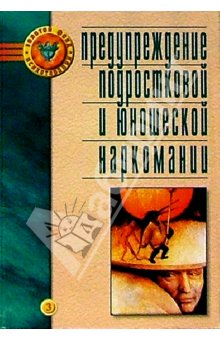 предупреждение
подростковой
и юношеской
наркомании
3